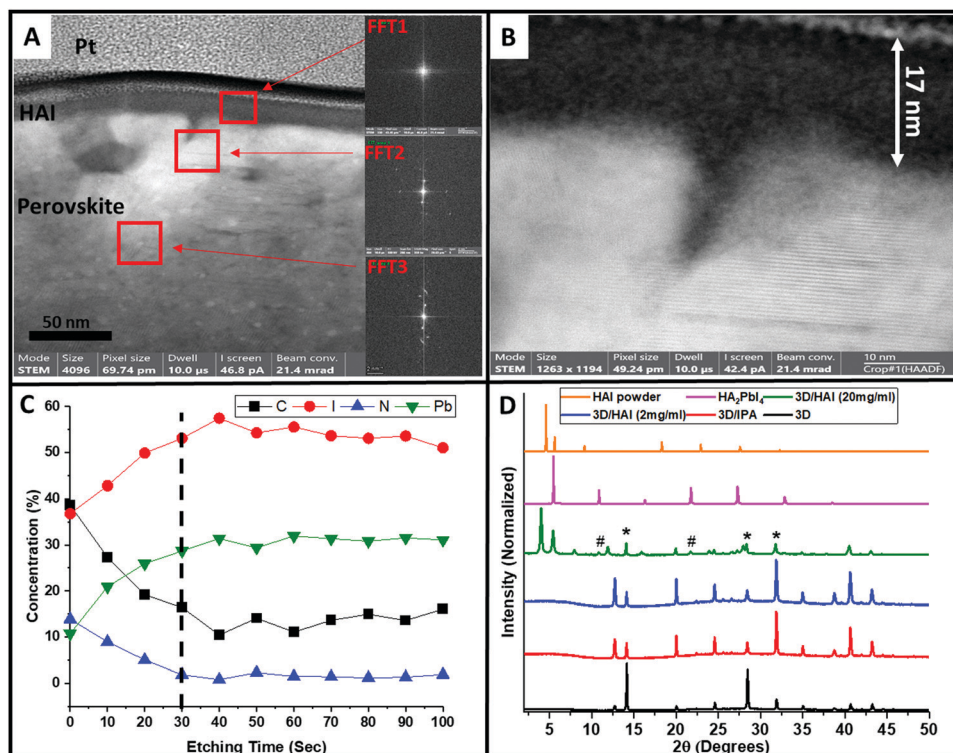 A
Pt
HAI
Perovskite
FFT1
FFT2
FFT3
50 nm
Mode Size Pixel size Dwell I screen Beam conv.
STEM 4096 69.74 pm 10.0 µs 46.8 pA 21.4 mrad
B
17 nm
Mode Size Pixel size Dwell I screen Beam conv. 10 nm
STEM 1263 x 1194 49.24 pm 10.0 µs 42.4 pA 21.4 mrad Crop#1(HAADF)
C
C I N Pb
60
50
40
30
20
10
0
Concentration (%)
0 10 20 30 40 50 60 70 80 90 100
Etching Time (Sec)
D
HAI powder HA₂PbI₄ 3D/HAI (20mg/ml)
3D/HAI (2mg/ml) 3D/IPA 3D
# * # * *
Intensity (Normalized)
5 10 15 20 25 30 35 40 45 50
2θ (Degrees)